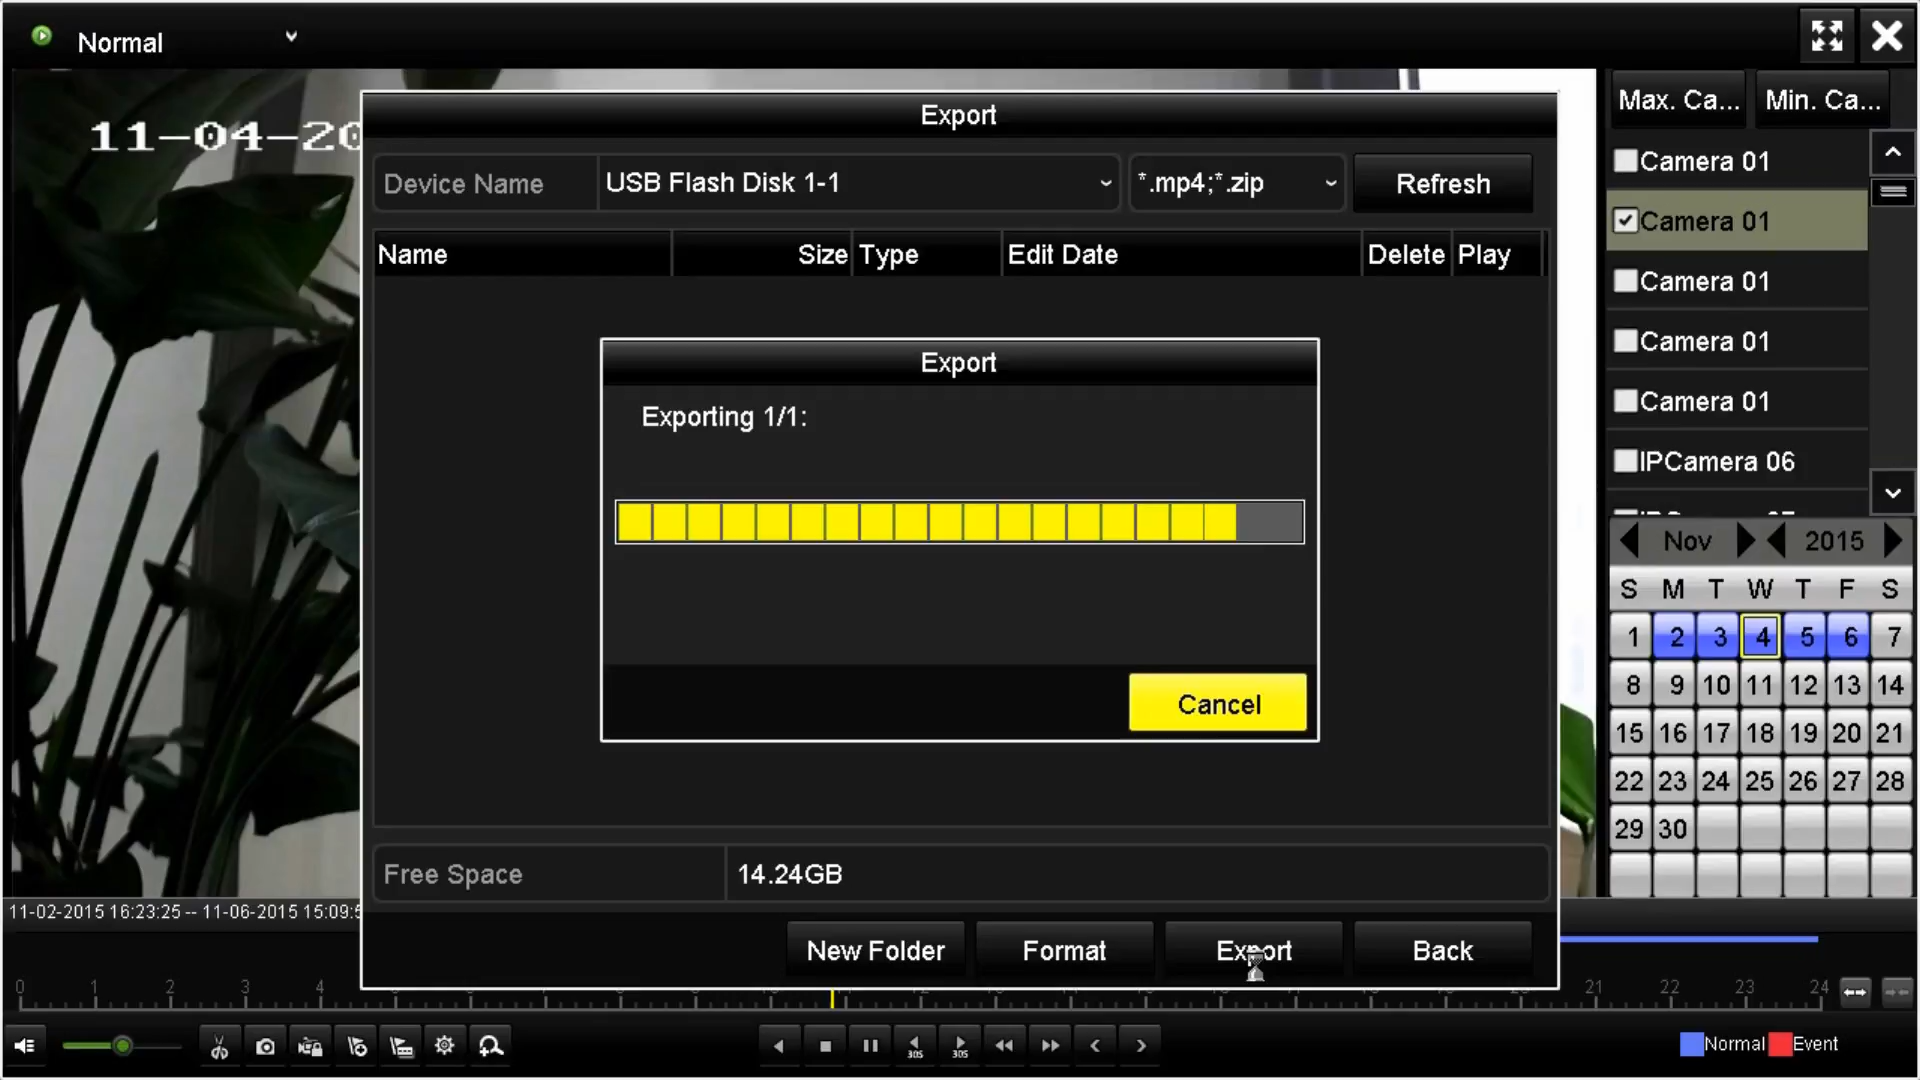 Normal
11-04-20
Export
Device Name USB Flash Disk 1-1 *.mp4;*.zip Refresh
Name Size Type Edit Date Delete Play
Export
Exporting 1/1:
Cancel
Free Space 14.24GB
New Folder Format Export Back
Max. Ca... Min. Ca...
Camera 01
Camera 01
Camera 01
Camera 01
Camera 01
IPCamera 06
Nov 2015
S M T W T F S
1 2 3 4 5 6 7
8 9 10 11 12 13 14
15 16 17 18 19 20 21
22 23 24 25 26 27 28
29 30
11-02-2015 16:23:25 -- 11-06-2015 15:09:5
0 1 2 3 4 21 22 23 24
30S 30S
Normal Event